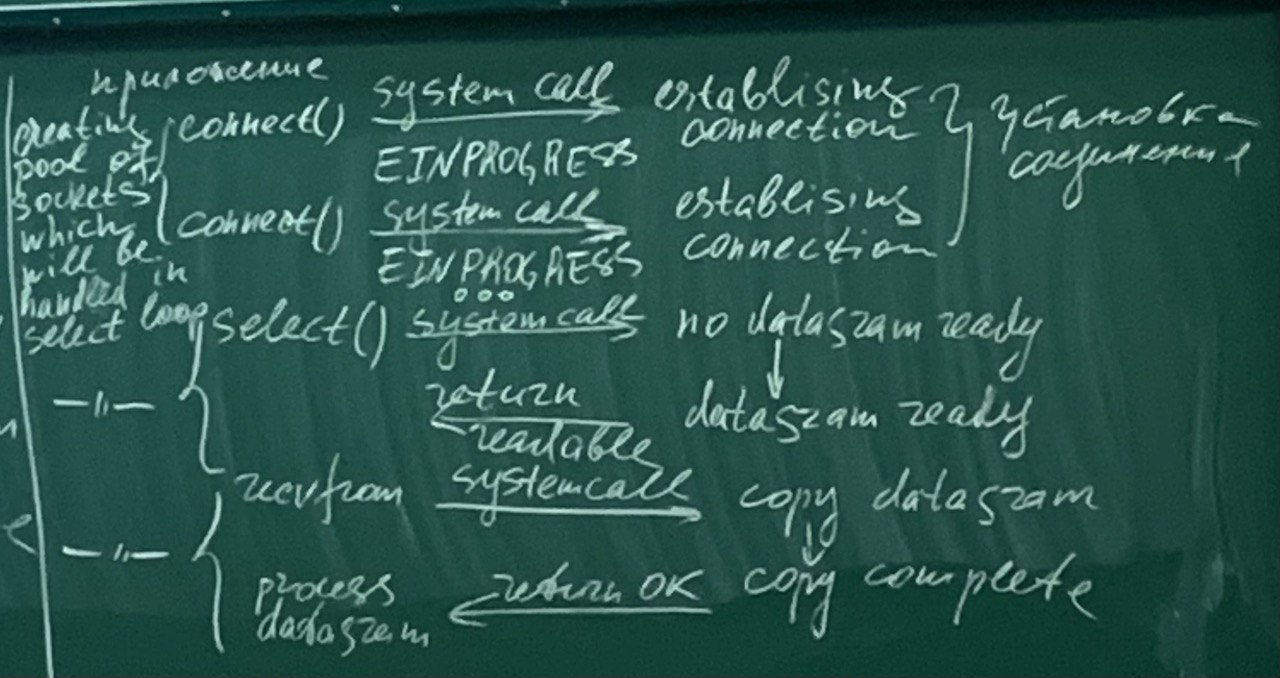 приложение
creating
pool of
sockets
which
will be
handled in
select loop
connect() system call establising
connection
EINPROGRESS
connect() system call establising
connection
EINPROGRESS
установка
соединения
select() system call no datagram ready
—〃— return datagram ready
readable
recvfrom system call copy datagram
—〃—
process
datagram
return OK copy complete